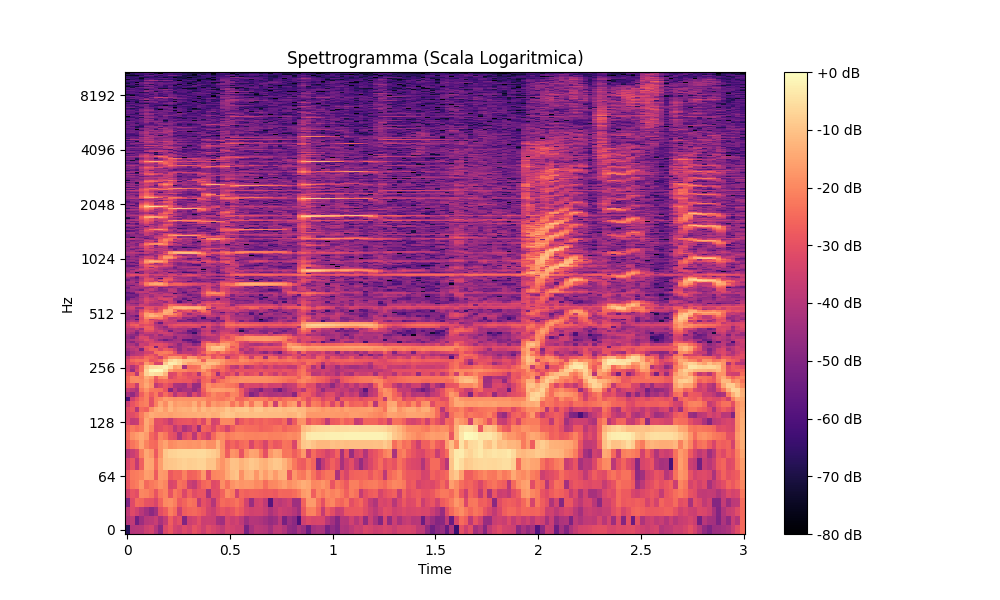 Spettrogramma (Scala Logaritmica)
Hz
8192
4096
2048
1024
512
256
128
64
0
0
0.5
1
1.5
2
2.5
3
Time
+0 dB
-10 dB
-20 dB
-30 dB
-40 dB
-50 dB
-60 dB
-70 dB
-80 dB